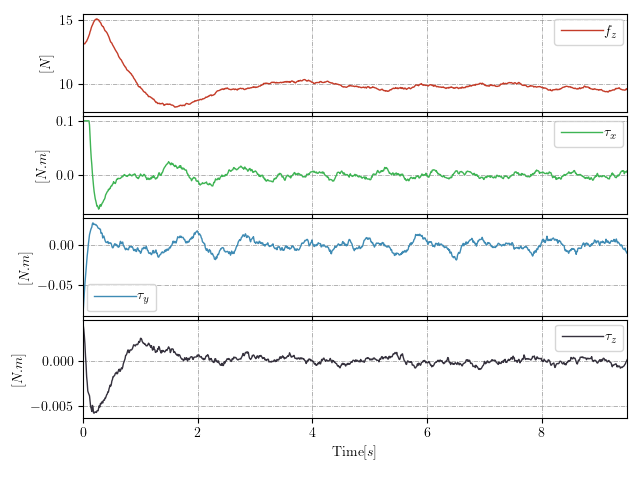 15
10
[N]
f_z
0.1
0.0
[N.m]
τ_x
0.00
−0.05
[N.m]
τ_y
0.000
−0.005
[N.m]
τ_z
0 2 4 6 8
Time[s]